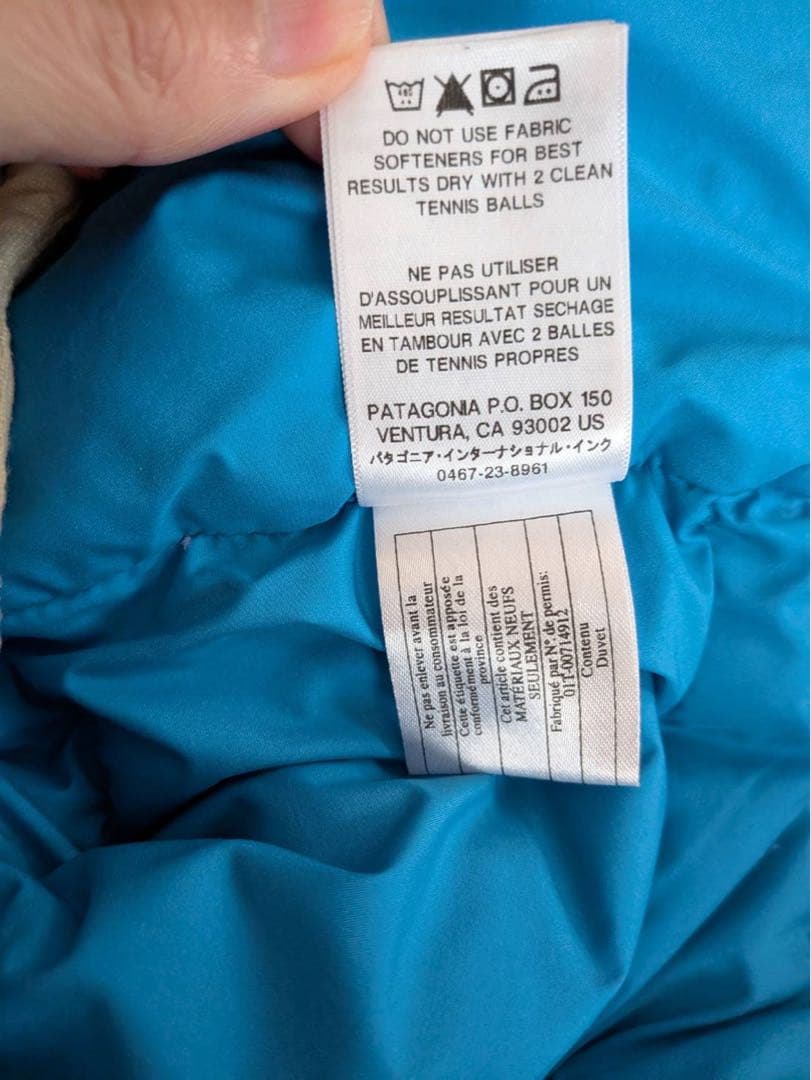 DO NOT USE FABRIC
SOFTENERS FOR BEST
RESULTS DRY WITH 2 CLEAN
TENNIS BALLS
NE PAS UTILISER
D'ASSOUPLISSANT POUR UN
MEILLEUR RESULTAT SECHAGE
EN TAMBOUR AVEC 2 BALLES
DE TENNIS PROPRES
PATAGONIA P.O. BOX 150
VENTURA, CA 93002 US
パタゴニア・インターナショナル・インク
0467-23-8961
Ne pas enlever avant la
livraison au consommateur
Cette étiquette est apposée
conformément à la loi de la
province
Cet article contient des
MATÉRIAUX NEUFS
SEULEMENT
Fabriqué par N°. de permis:
01T-00714912
Contenu
Duvet